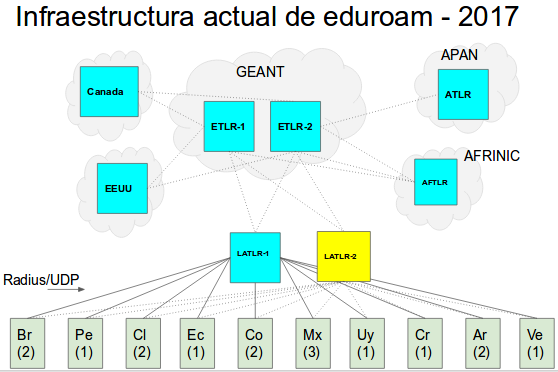 Infraestructura actual de eduroam - 2017
GEANT
APAN
Canada
ETLR-1
ETLR-2
ATLR
AFRINIC
EEUU
AFTLR
LATLR-1
LATLR-2
Radius/UDP
Br
(2)
Pe
(1)
Cl
(2)
Ec
(1)
Co
(2)
Mx
(3)
Uy
(1)
Cr
(1)
Ar
(2)
Ve
(1)